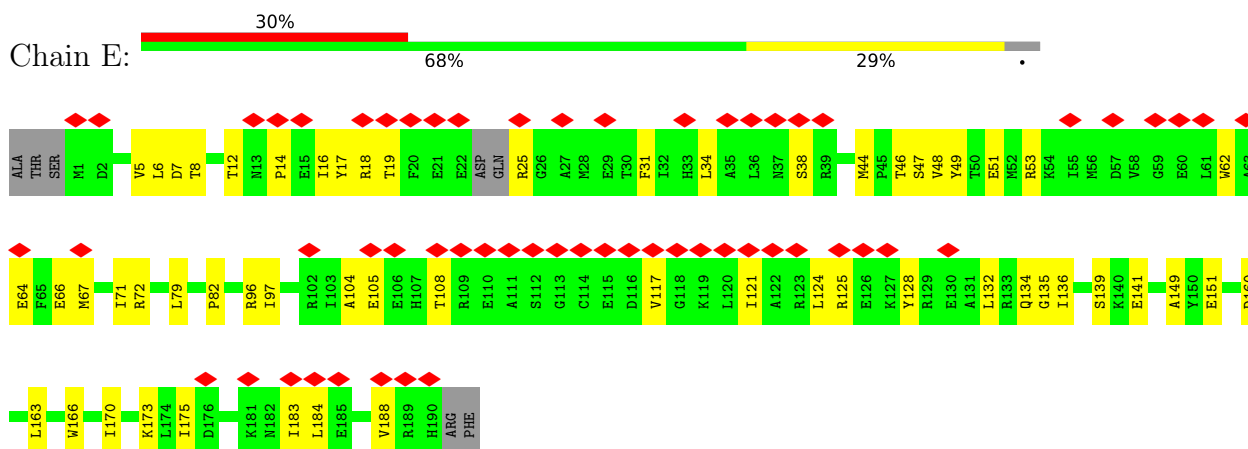 30%
Chain E:
68% 29% •
ALA THR SER M1 D2 V5 L6 D7 T8 T12 N13 P14 E15 I16 Y17 R18 T19 F20 E21 E22 ASP GLN R25 G26 A27 M28 E29 T30 F31 I32 H33 L34 A35 L36 N37 S38 R39 M44 P45 T46 S47 V48 Y49 T50 E51 M52 R53 K54 I55 M56 D57 V58 G59 E60 L61 W62 A63
E64 F65 E66 M67 I71 R72 L79 P82 R96 I97 R102 I103 A104 E105 E106 H107 T108 R109 E110 A111 S112 G113 C114 E115 D116 V117 G118 K119 L120 I121 A122 R123 L124 R125 E126 K127 Y128 R129 E130 A131 L132 R133 Q134 G135 I136 S139 K140 E141 A149 Y150 E151
L163 W166 I170 K173 L174 I175 D176 K181 N182 I183 L184 E185 V188 R189 H190 ARG PHE